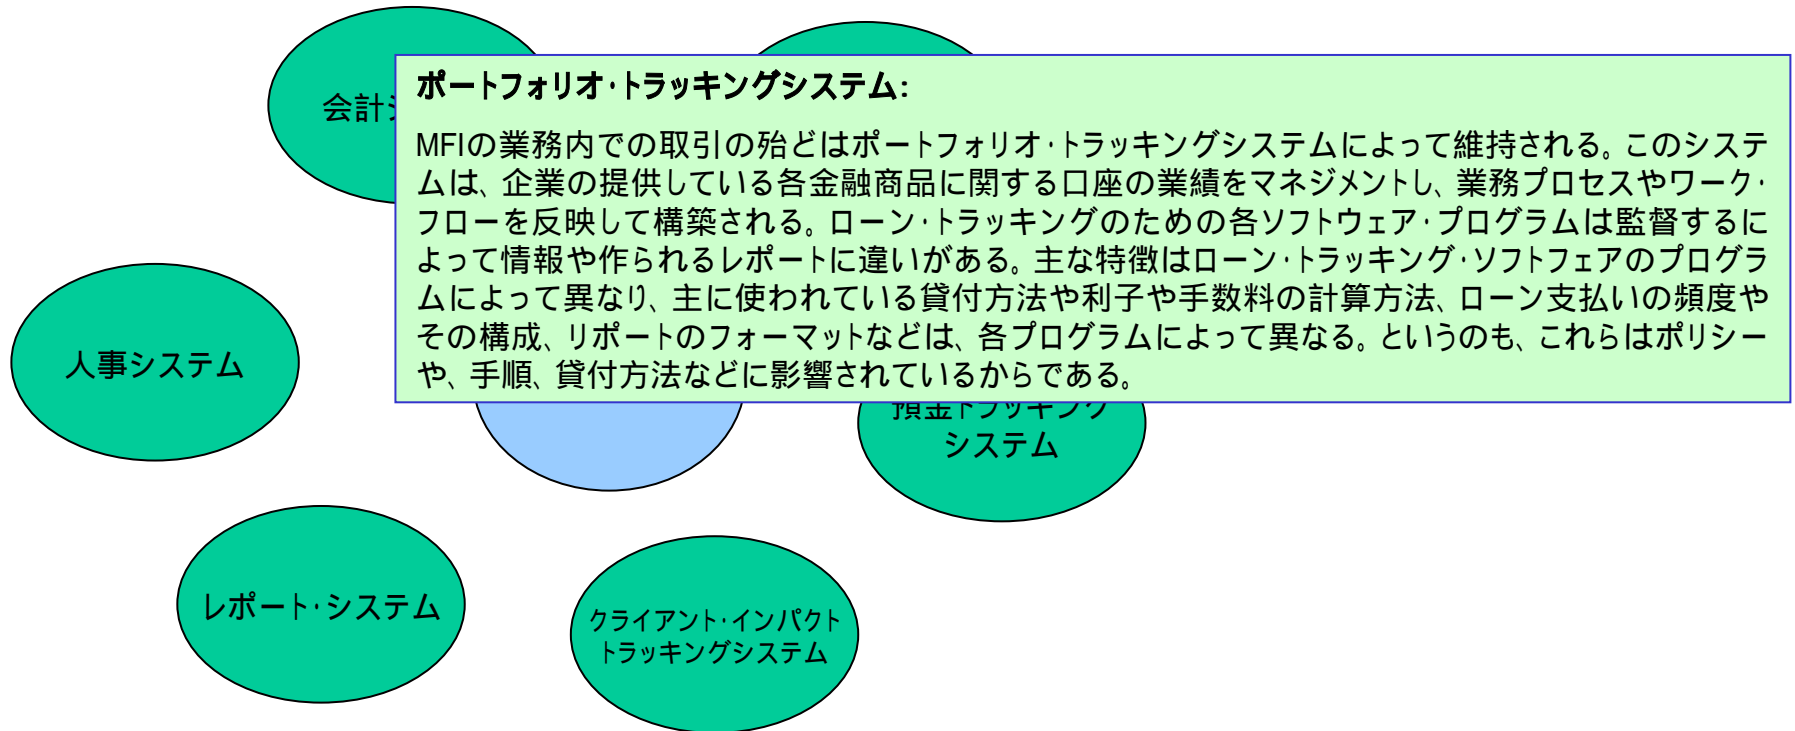 会計シ
ポートフォリオ・トラッキングシステム:
MFIの業務内での取引の殆どはポートフォリオ・トラッキングシステムによって維持される。このシステ
ムは、企業の提供している各金融商品に関する口座の業績をマネジメントし、業務プロセスやワーク・
フローを反映して構築される。ローン・トラッキングのための各ソフトウェア・プログラムは監督するに
よって情報や作られるレポートに違いがある。主な特徴はローン・トラッキング・ソフトフェアのプログラ
ムによって異なり、主に使われている貸付方法や利子や手数料の計算方法、ローン支払いの頻度や
その構成、リポートのフォーマットなどは、各プログラムによって異なる。というのも、これらはポリシー
や、手順、貸付方法などに影響されているからである。
人事システム
預金トラッキング
システム
レポート・システム
クライアント・インパクト
トラッキングシステム